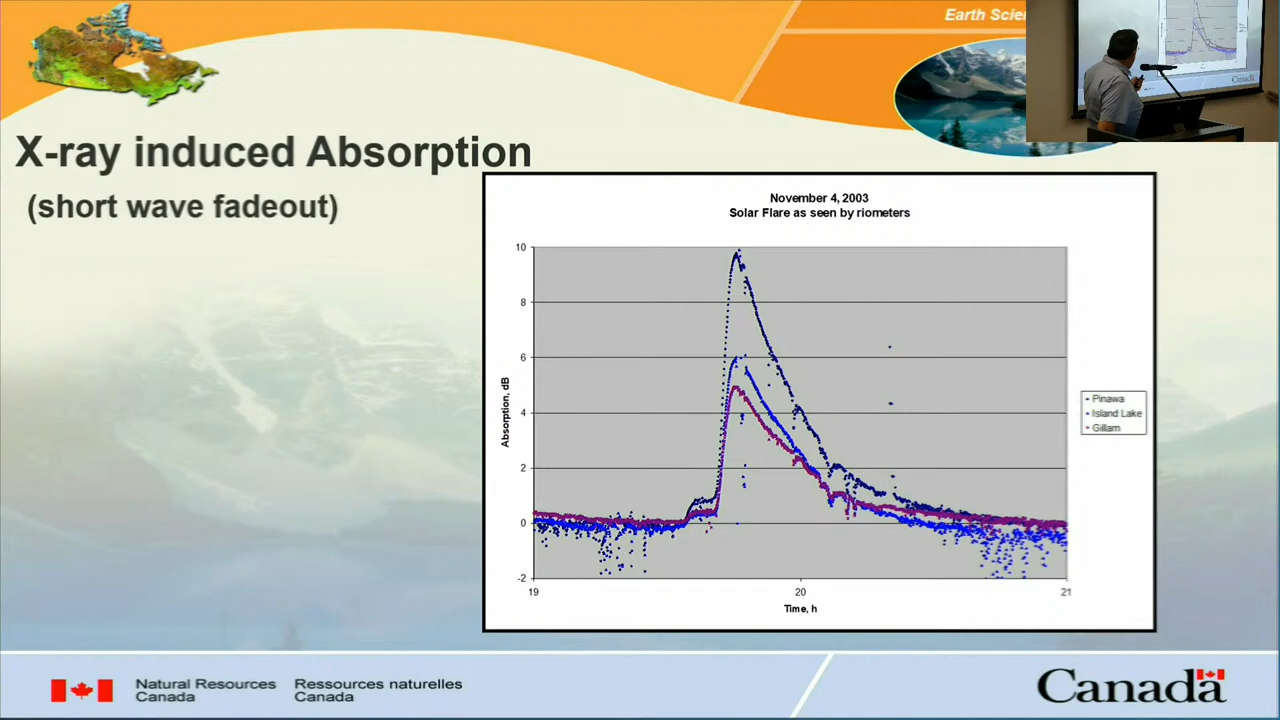 Earth
X-ray induced Absorption
(short wave fadeout)
November 4, 2003
Solar Flare as seen by riometers
10
8
6
4
2
0
-2
Absorption, dB
19
20
21
Time, h
Pinawa
Island Lake
Gillam
Natural Resources Canada
Ressources naturelles Canada
Canada
Canada